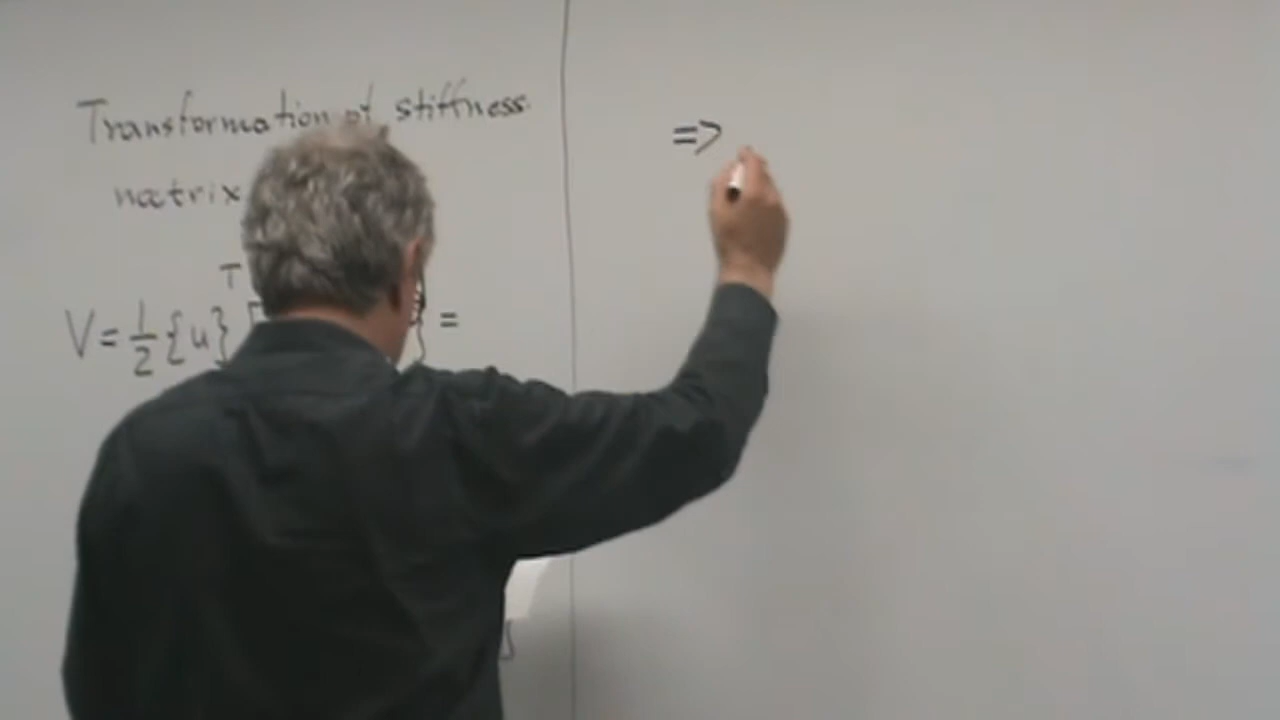 Transformation of stiffness
matrix
V = 1/2 {u}ᵀ [ } =
=>